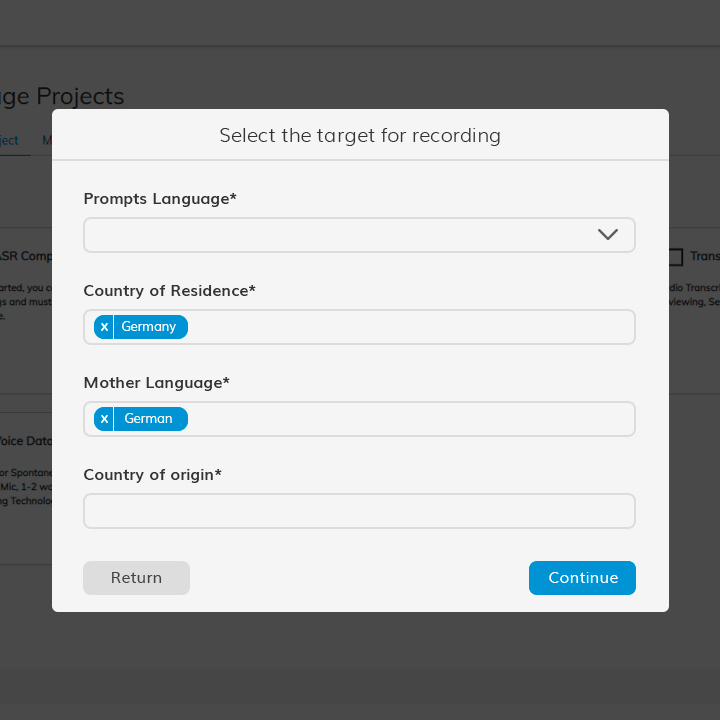 ge Projects
ject M
Select the target for recording
Prompts Language*
ASR Comp
Trans
arted, you c
gs and must
e.
dio Transcri
viewing, Se
Country of Residence*
x Germany
Mother Language*
x German
Voice Data
or Spontane
Mic, 1-2 wo
ng Technolo
Country of origin*
Return
Continue